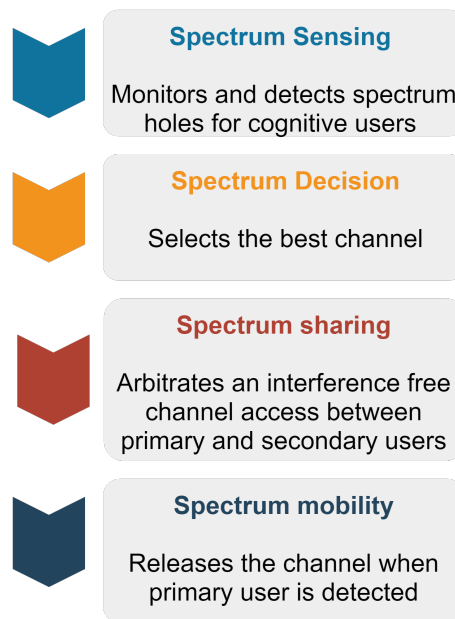 Spectrum Sensing
Monitors and detects spectrum
holes for cognitive users
Spectrum Decision
Selects the best channel
Spectrum sharing
Arbitrates an interference free
channel access between
primary and secondary users
Spectrum mobility
Releases the channel when
primary user is detected